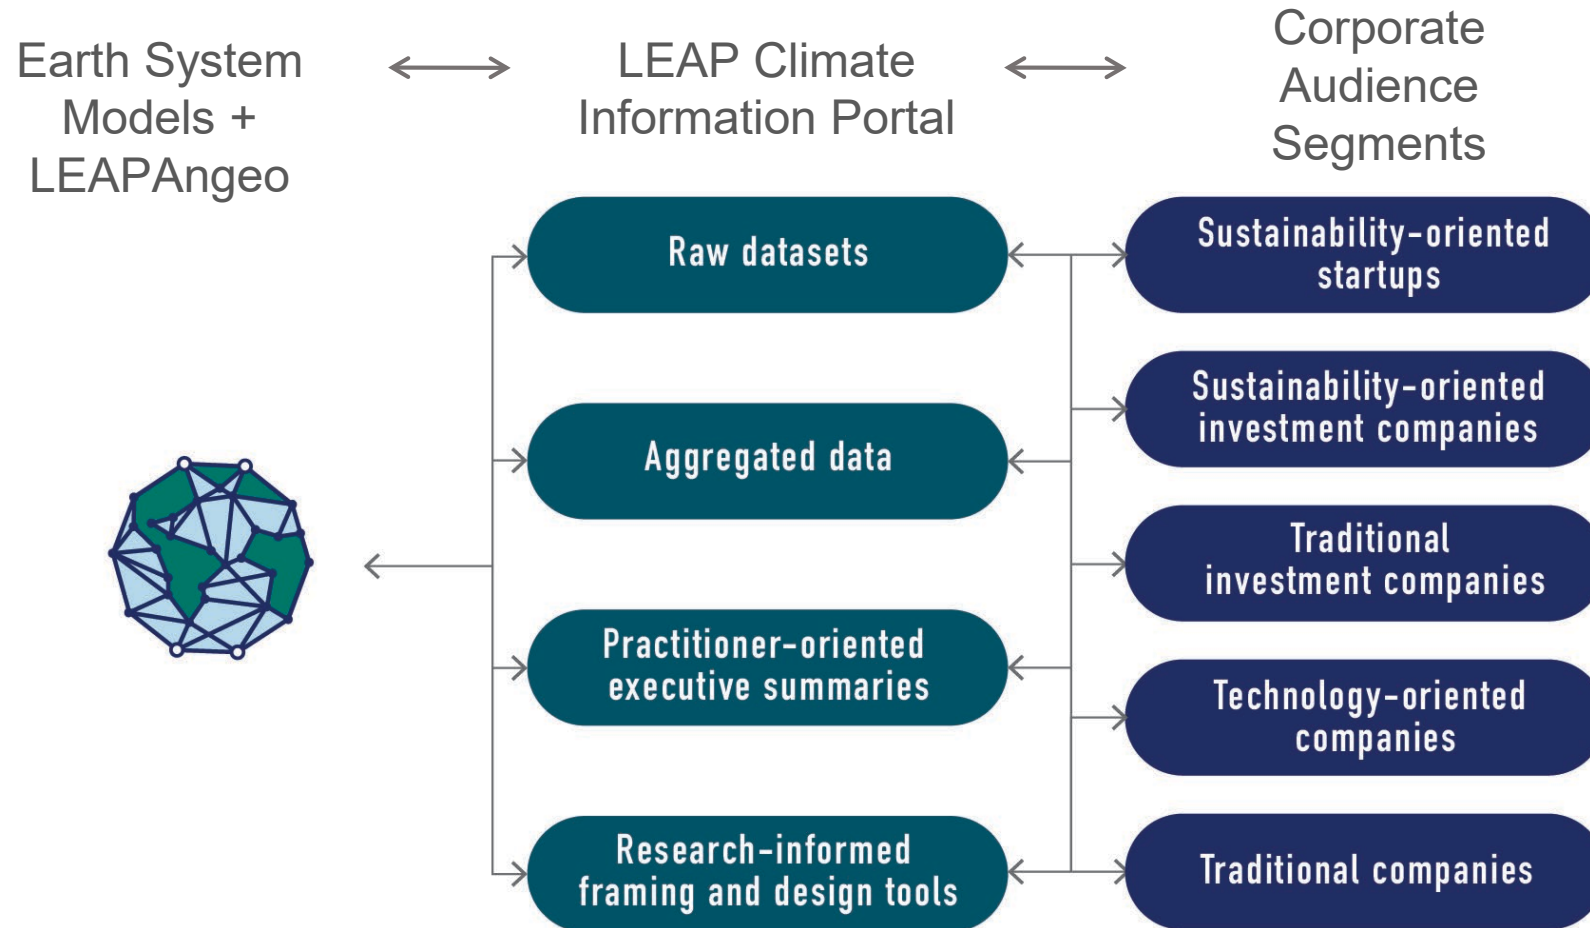 Earth System
Models +
LEAPAngeo
LEAP Climate
Information Portal
Corporate
Audience
Segments
Raw datasets
Aggregated data
Practitioner-oriented
executive summaries
Research-informed
framing and design tools
Sustainability-oriented
startups
Sustainability-oriented
investment companies
Traditional
investment companies
Technology-oriented
companies
Traditional companies